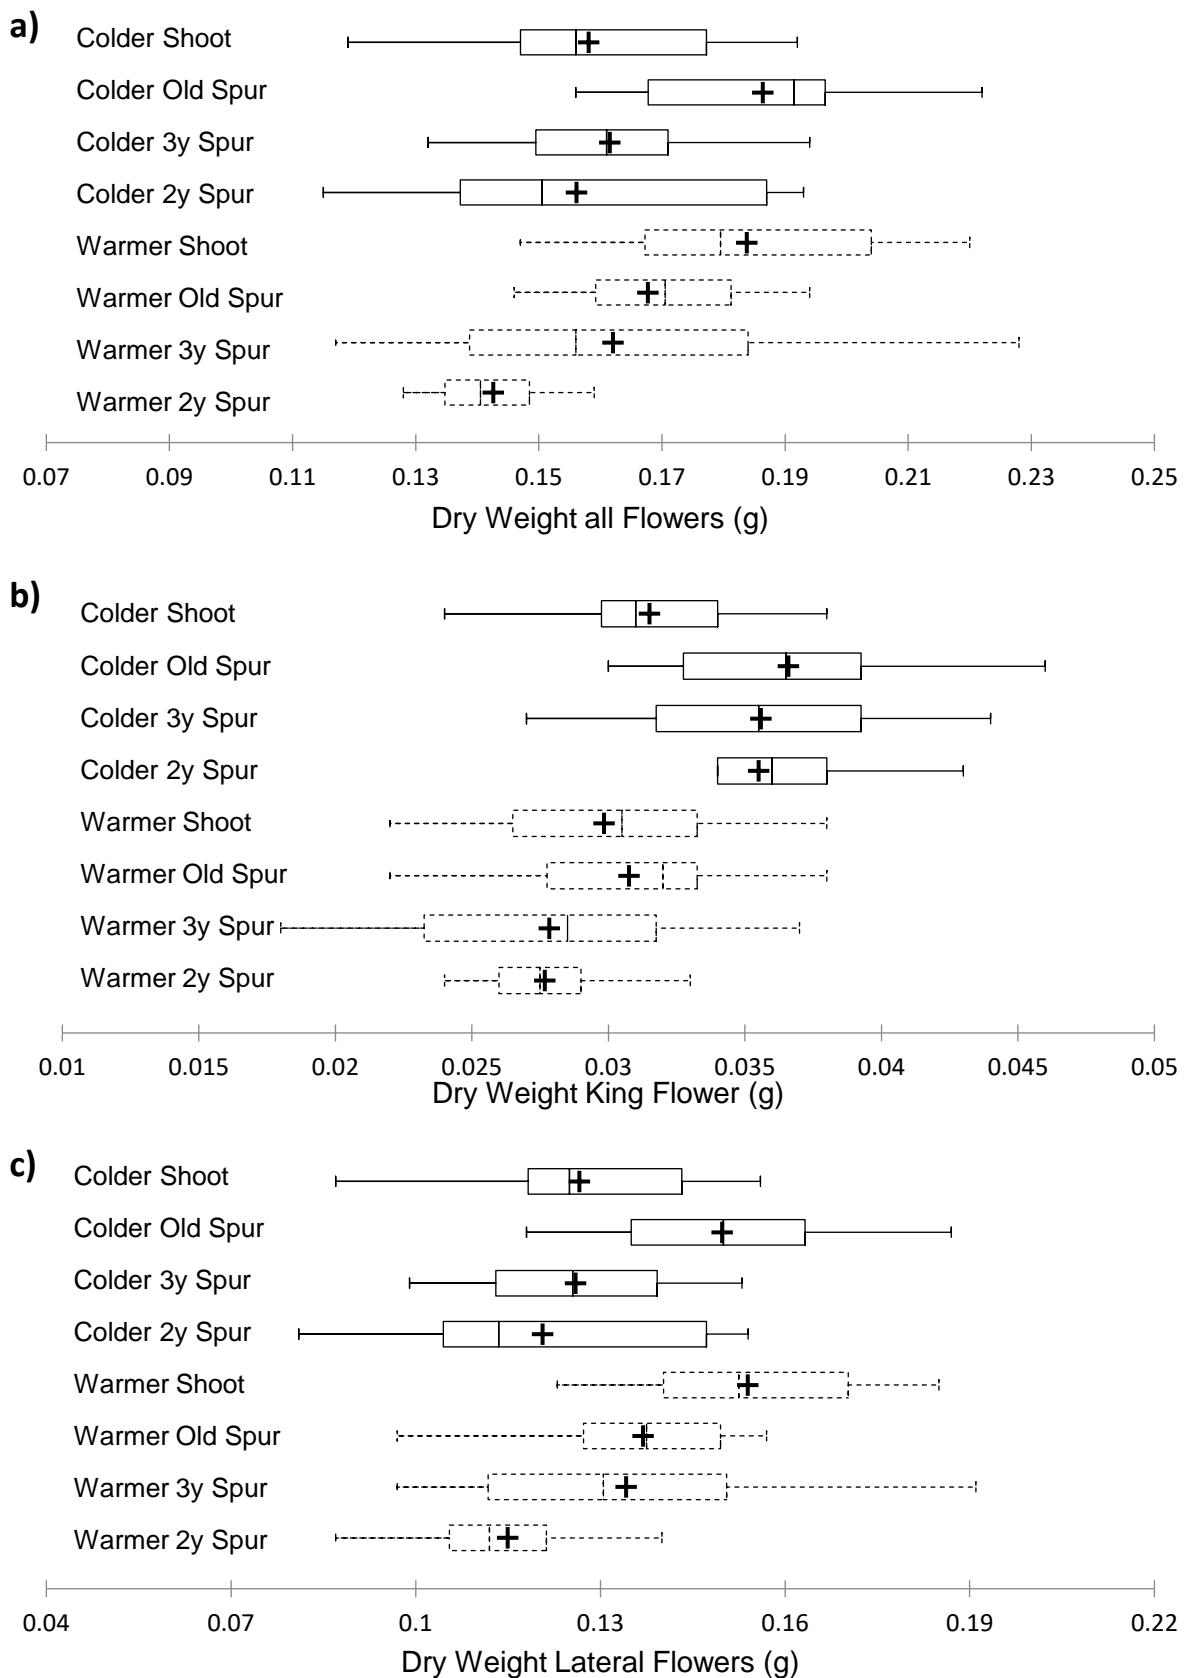 a)
Colder Shoot
Colder Old Spur
Colder 3y Spur
Colder 2y Spur
Warmer Shoot
Warmer Old Spur
Warmer 3y Spur
Warmer 2y Spur
0.07 0.09 0.11 0.13 0.15 0.17 0.19 0.21 0.23 0.25
Dry Weight all Flowers (g)
b)
Colder Shoot
Colder Old Spur
Colder 3y Spur
Colder 2y Spur
Warmer Shoot
Warmer Old Spur
Warmer 3y Spur
Warmer 2y Spur
0.01 0.015 0.02 0.025 0.03 0.035 0.04 0.045 0.05
Dry Weight King Flower (g)
c)
Colder Shoot
Colder Old Spur
Colder 3y Spur
Colder 2y Spur
Warmer Shoot
Warmer Old Spur
Warmer 3y Spur
Warmer 2y Spur
0.04 0.07 0.1 0.13 0.16 0.19 0.22
Dry Weight Lateral Flowers (g)